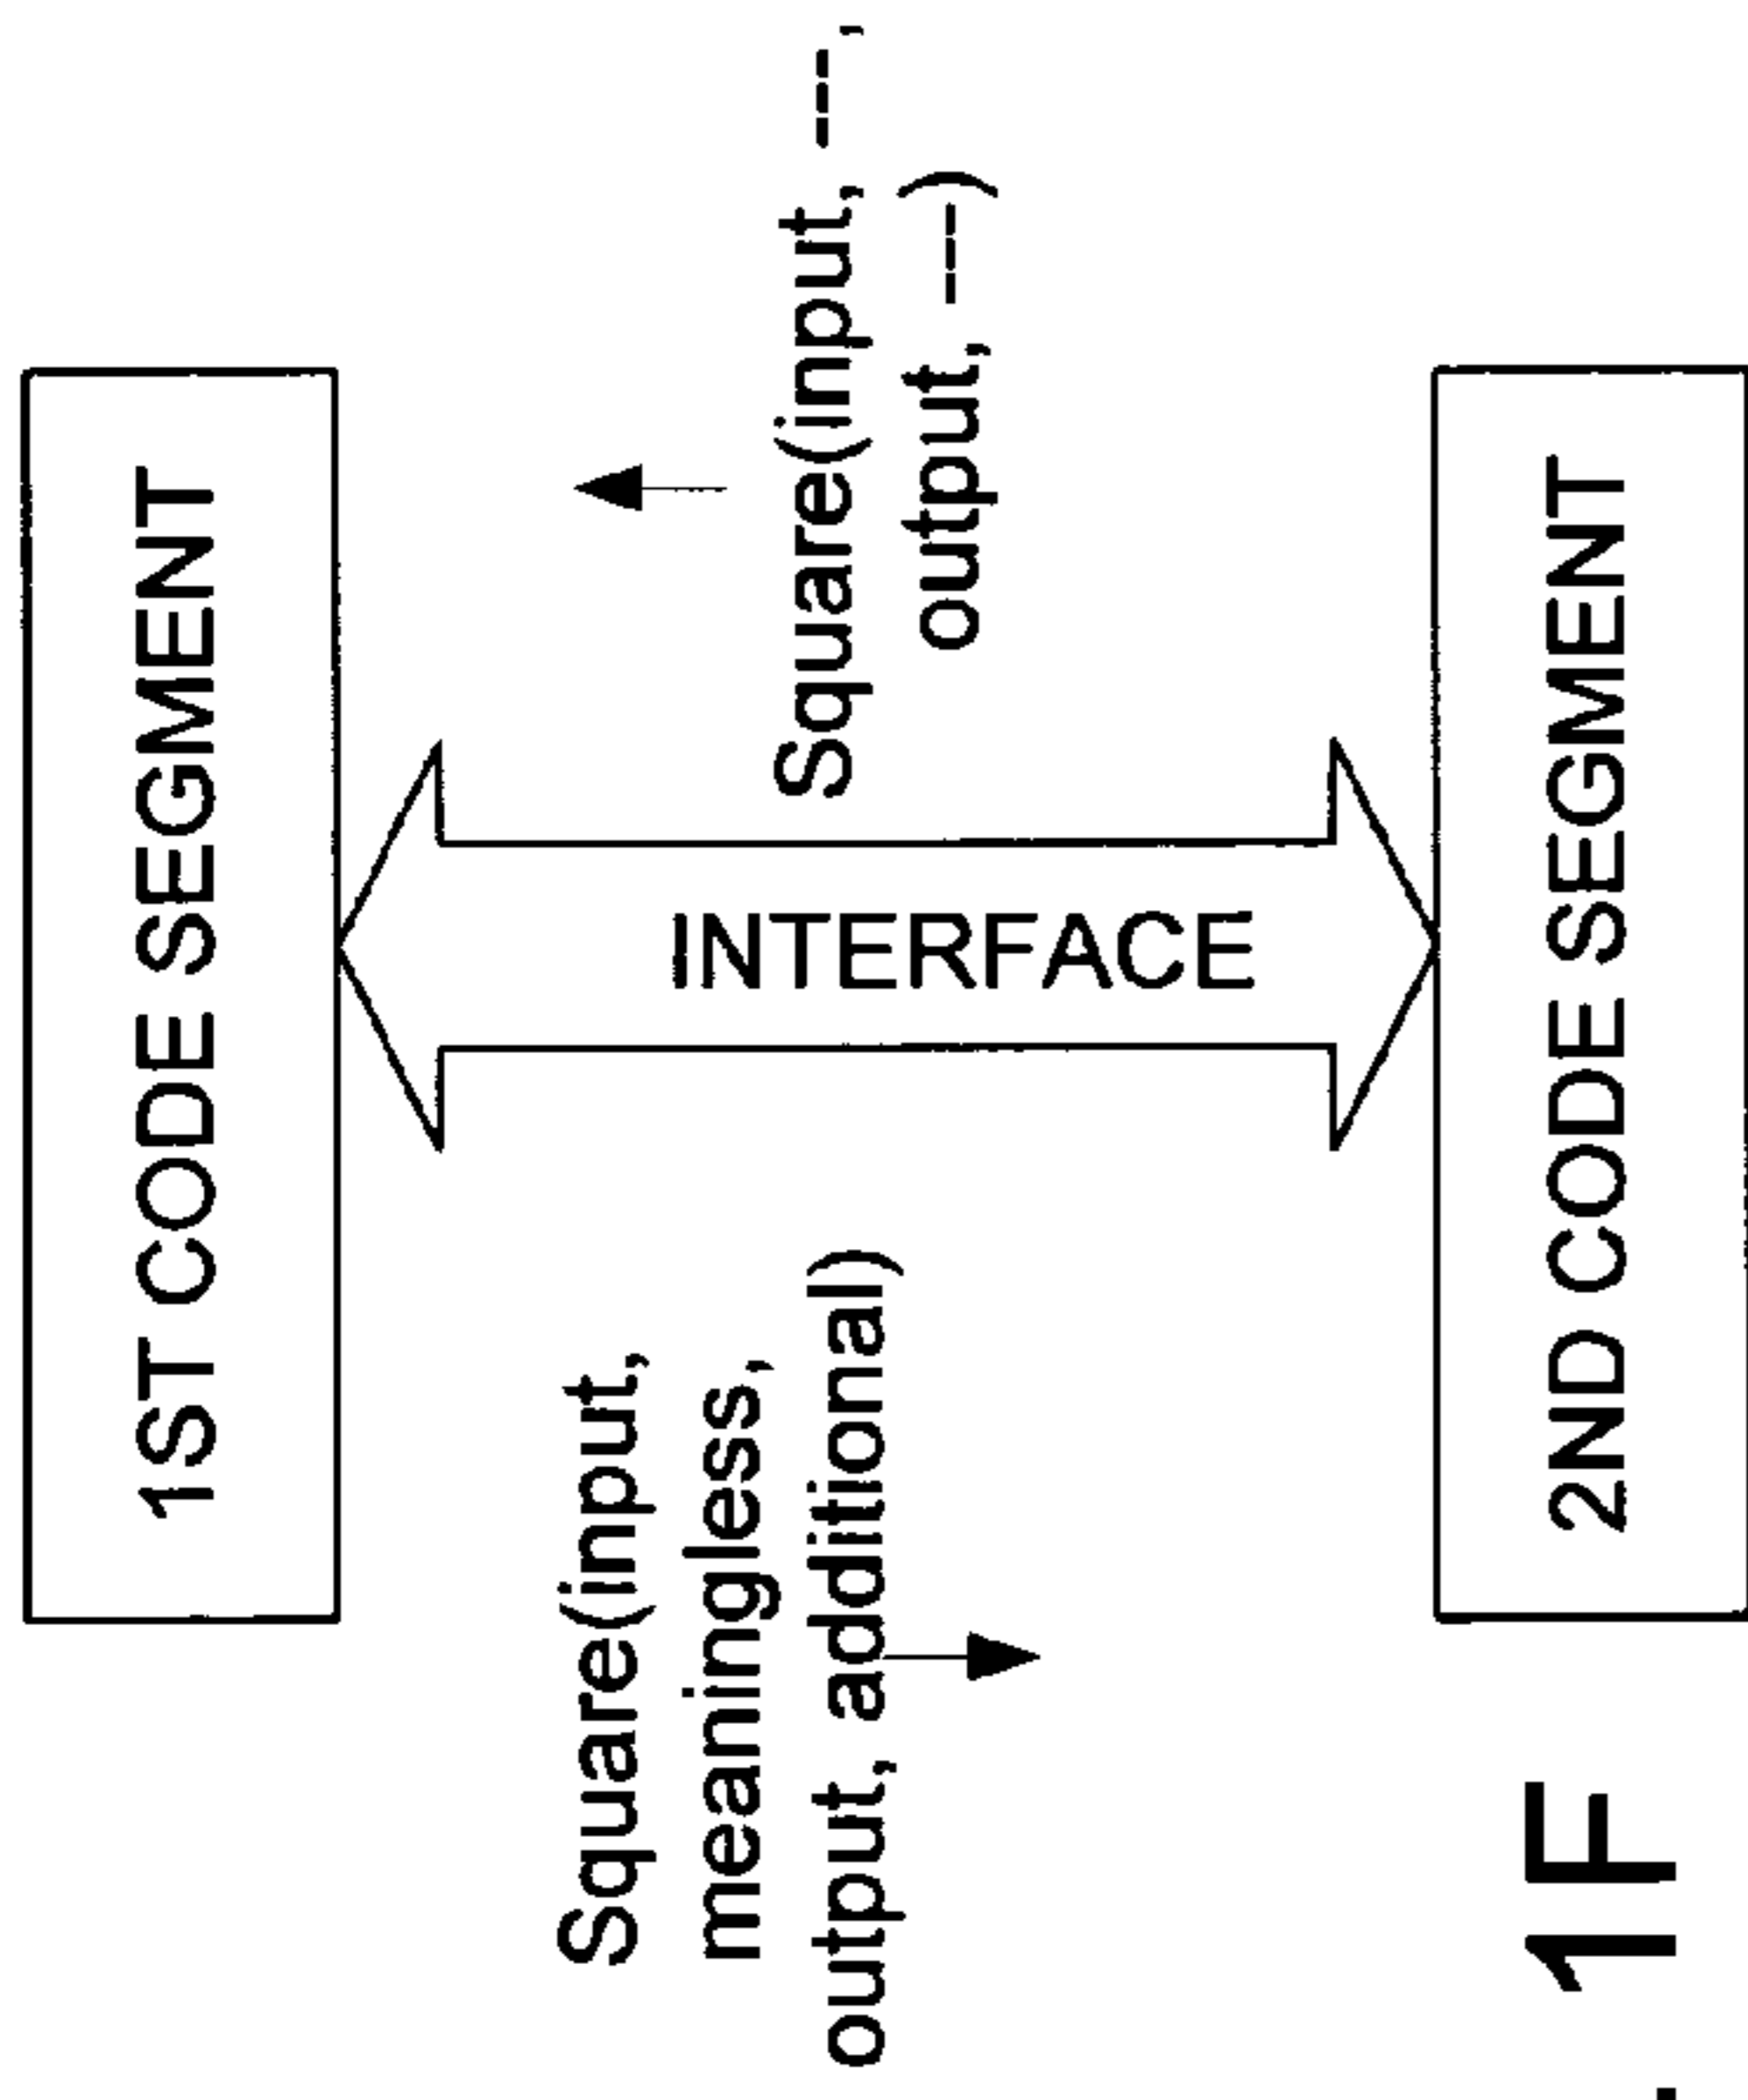 1ST CODE SEGMENT
Square(input,
meaningless,
output, additional)
INTERFACE
Square(input, ---,
output, ---)
2ND CODE SEGMENT
. 1F